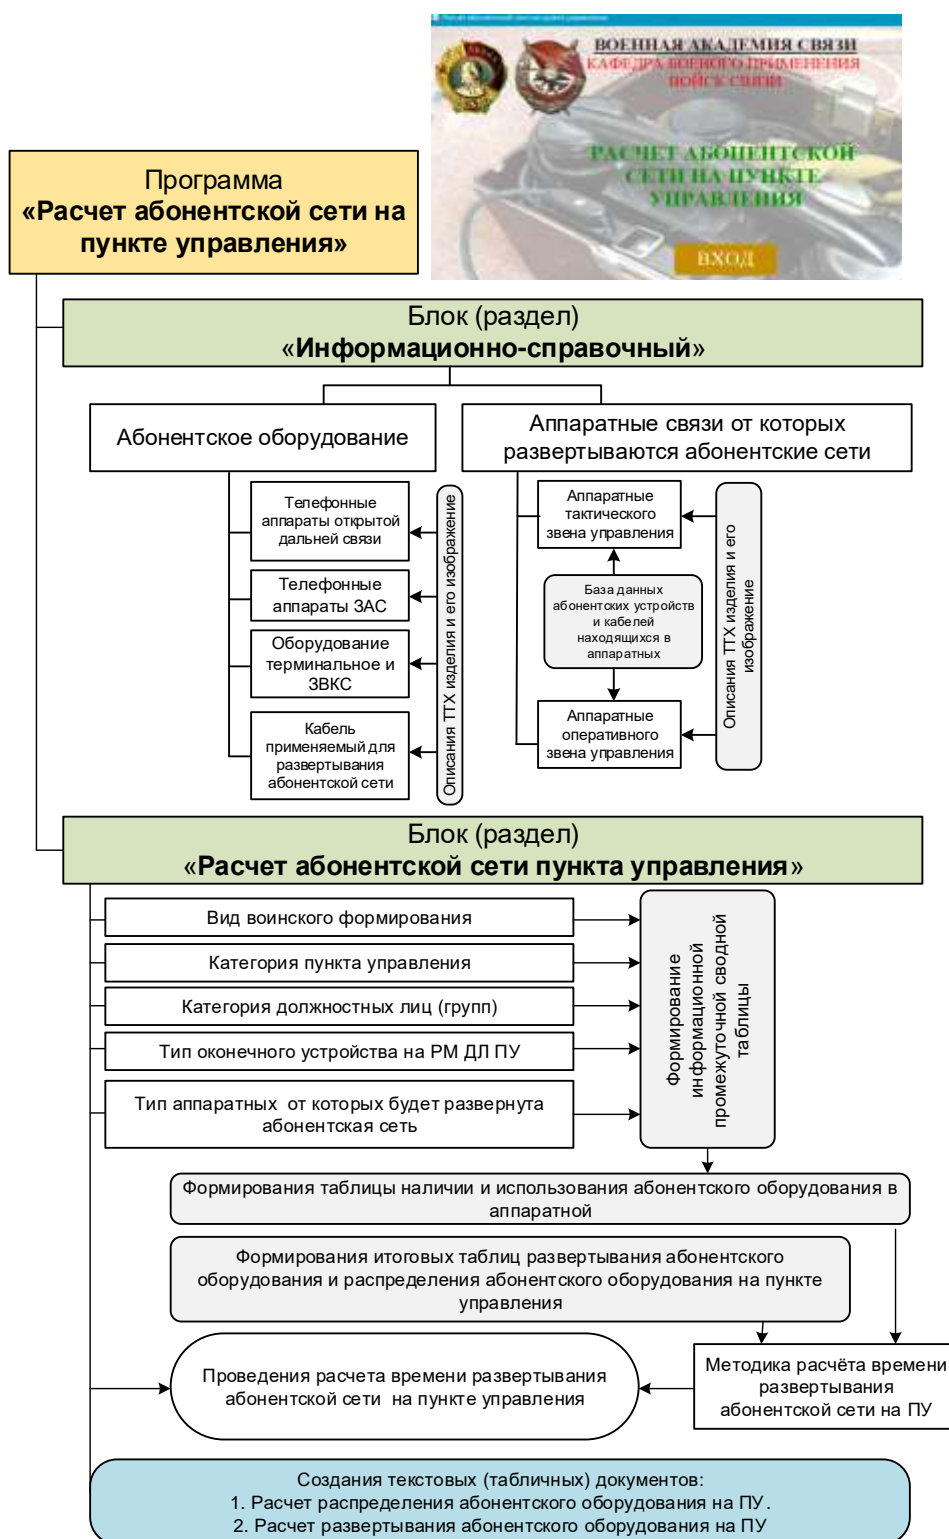 Расчет абонентской сети на пункте управления
ВОЕННАЯ АКАДЕМИЯ СВЯЗИ
КАФЕДРА БОЕВОГО ПРИМЕНЕНИЯ
ВОЙСК СВЯЗИ
РАСЧЕТ АБОНЕНТСКОЙ
СЕТИ НА ПУНКТЕ
УПРАВЛЕНИЯ
ВХОД
Программа
«Расчет абонентской сети на
пункте управления»
Блок (раздел)
«Информационно-справочный»
Абонентское оборудование
Аппаратные связи от которых
развертываются абонентские сети
Телефонные
аппараты открытой
дальней связи
Телефонные
аппараты ЗАС
Оборудование
терминальное и
ЗВКС
Кабель
применяемый для
развертывания
абонентской сети
Описания ТТХ изделия и его изображение
Аппаратные
тактического
звена управления
База данных
абонентских устройств
и кабелей
находящихся в
аппаратных
Аппаратные
оперативного
звена управления
Описания ТТХ изделия и его
изображение
Блок (раздел)
«Расчет абонентской сети пункта управления»
Вид воинского формирования
Категория пункта управления
Категория должностных лиц (групп)
Тип оконечного устройства на РМ ДЛ ПУ
Тип аппаратных от которых будет развернута
абонентская сеть
Формирование
информационной
промежуточной сводной
таблицы
Формирования таблицы наличии и использования абонентского оборудования в
аппаратной
Формирования итоговых таблиц развертывания абонентского
оборудования и распределения абонентского оборудования на пункте
управления
Проведения расчета времени развертывания
абонентской сети на пункте управления
Методика расчёта времени
развертывания
абонентской сети на ПУ
Создания текстовых (табличных) документов:
1. Расчет распределения абонентского оборудования на ПУ.
2. Расчет развертывания абонентского оборудования на ПУ